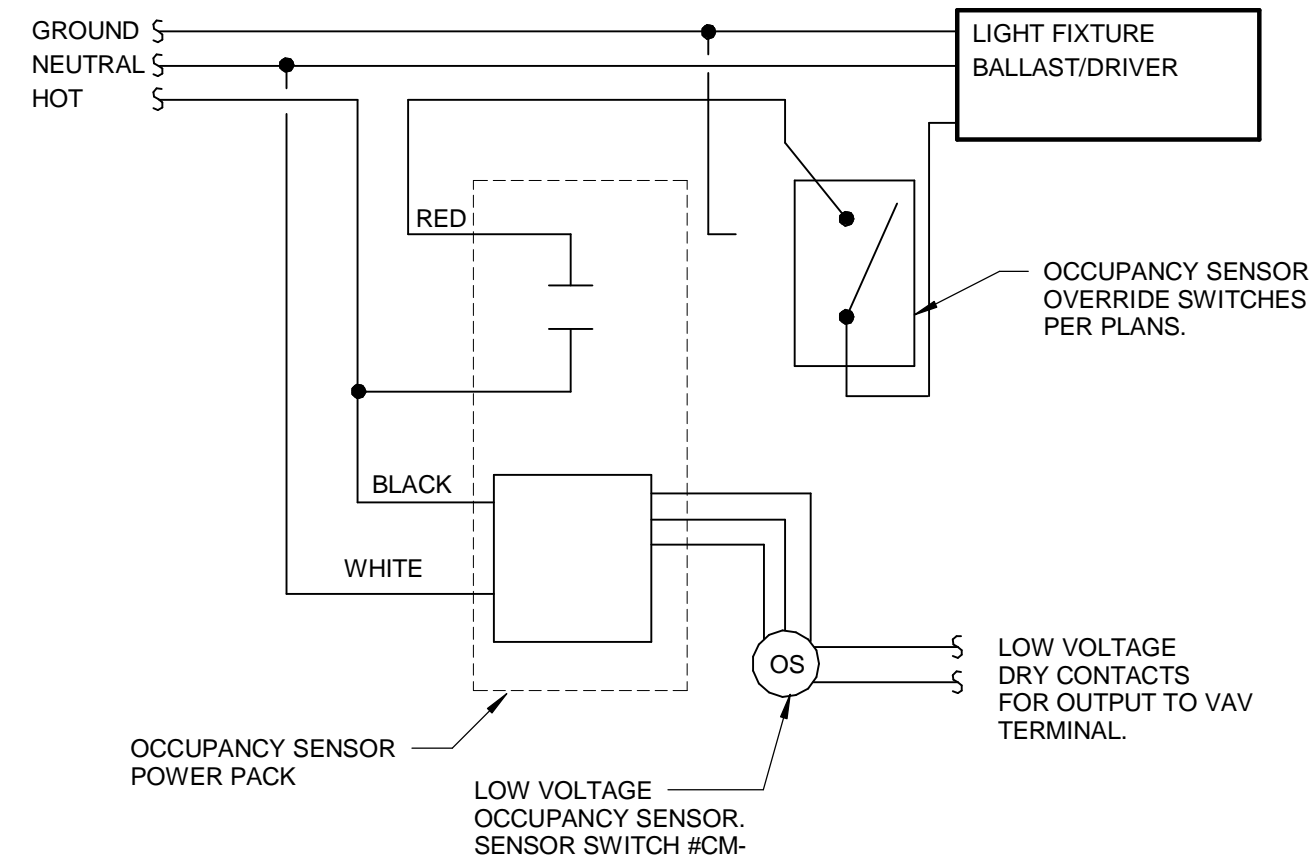 GROUND
NEUTRAL
HOT
LIGHT FIXTURE
BALLAST/DRIVER
RED
OCCUPANCY SENSOR
OVERRIDE SWITCHES
PER PLANS.
BLACK
WHITE
OS
LOW VOLTAGE
DRY CONTACTS
FOR OUTPUT TO VAV
TERMINAL.
OCCUPANCY SENSOR
POWER PACK
LOW VOLTAGE
OCCUPANCY SENSOR.
SENSOR SWITCH #CM-